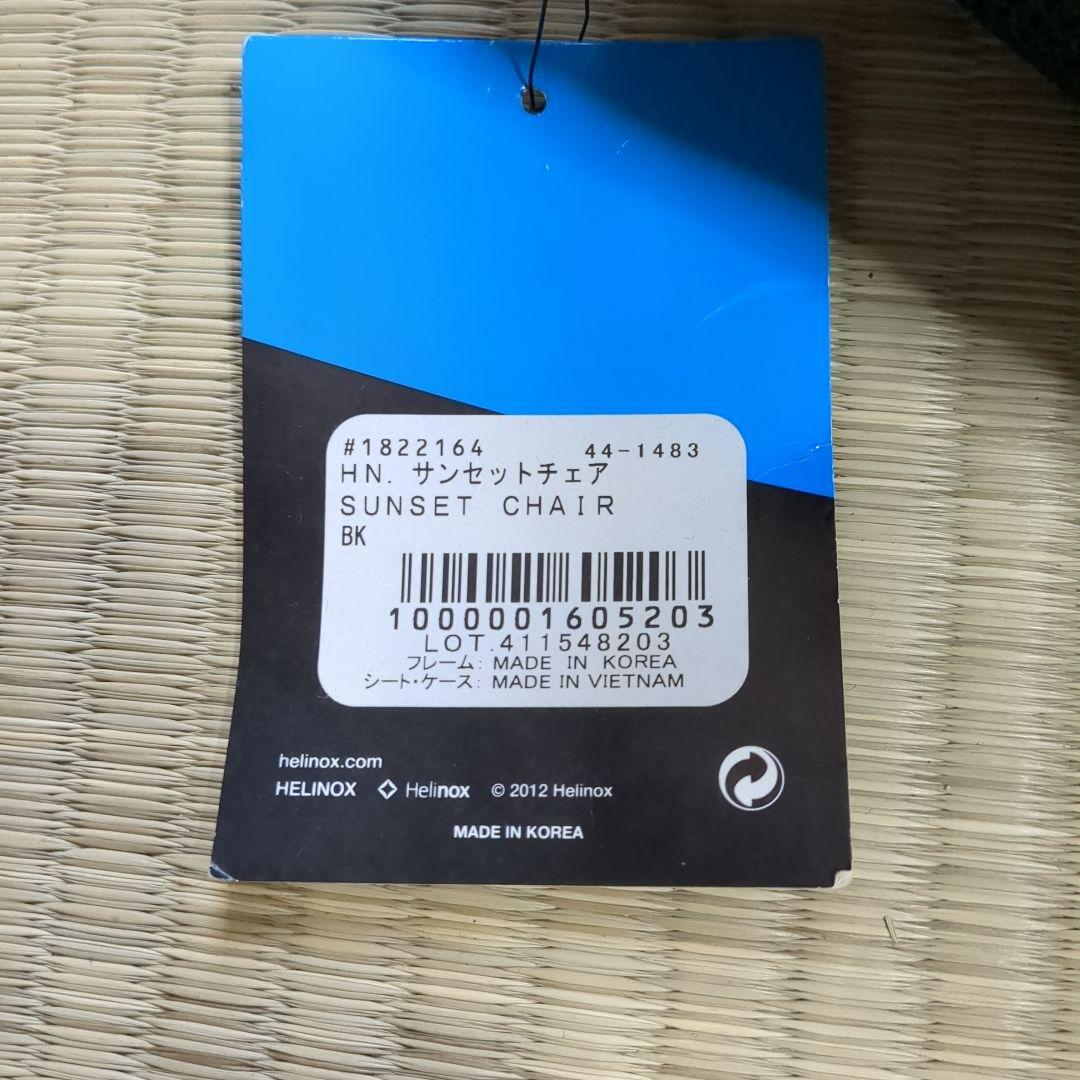 #1822164 44-1483
HN. サンセットチェア
SUNSET CHAIR
BK
1000001605203
LOT.411548203
フレーム: MADE IN KOREA
シート・ケース: MADE IN VIETNAM
helinox.com
HELINOX Helinox © 2012 Helinox
MADE IN KOREA